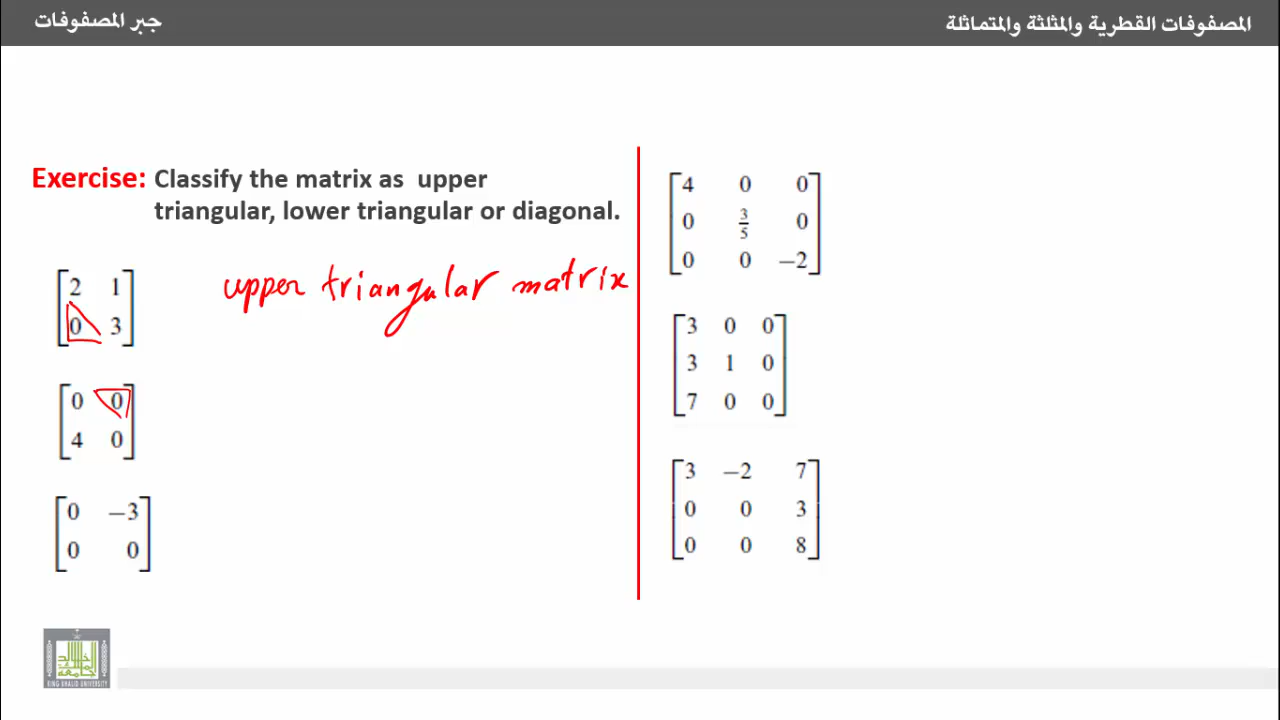 جبر المصفوفات
المصفوفات القطرية والمثلثة والمتماثلة
Exercise: Classify the matrix as upper
triangular, lower triangular or diagonal.
upper triangular matrix
2 1
0 3
0 0
4 0
0 −3
0 0
4 0 0
0 3/5 0
0 0 −2
3 0 0
3 1 0
7 0 0
3 −2 7
0 0 3
0 0 8
KING KHALID UNIVERSITY